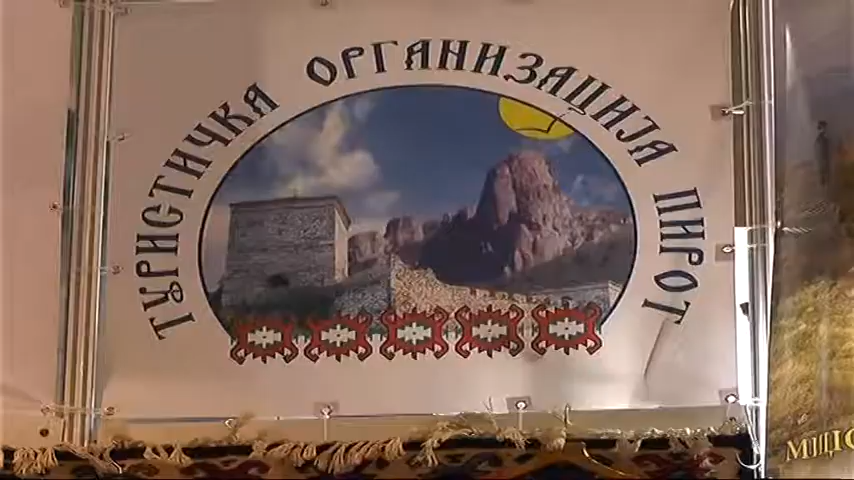 ТУРИСТИЧКА ОРГАНИЗАЦИЈА ПИРОТ